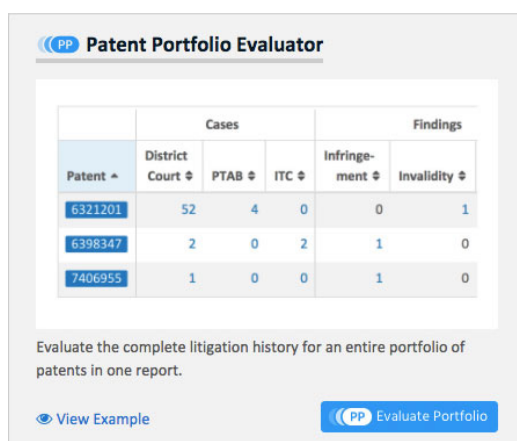 PP Patent Portfolio Evaluator
Cases Findings
Patent District Court PTAB ITC Infringe-ment Invalidity
6321201 52 4 0 0 1
6398347 2 0 2 1 0
7406955 1 0 0 1 0
Evaluate the complete litigation history for an entire portfolio of
patents in one report.
View Example PP Evaluate Portfolio